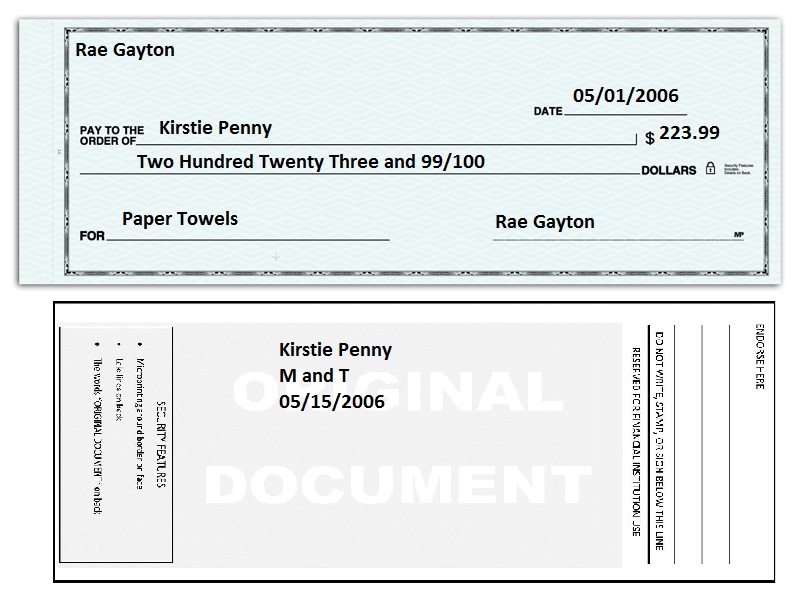 Rae Gayton
05/01/2006
DATE
PAY TO THE
ORDER OF
Kirstie Penny
$ 223.99
Two Hundred Twenty Three and 99/100
DOLLARS
Security Features
Included.
Details on Back.
Paper Towels
FOR
Rae Gayton
MP
Kirstie Penny
M and T
05/15/2006
ORIGINAL
DOCUMENT
SECURITY FEATURES
• Microprinting around border on face
• lines on back
• The words "ORIGINAL DOCUMENT" on back
RESERVED FOR FINANCIAL INSTITUTION USE
DO NOT WRITE, STAMP, OR SIGN BELOW THIS LINE
ENDORSE HERE